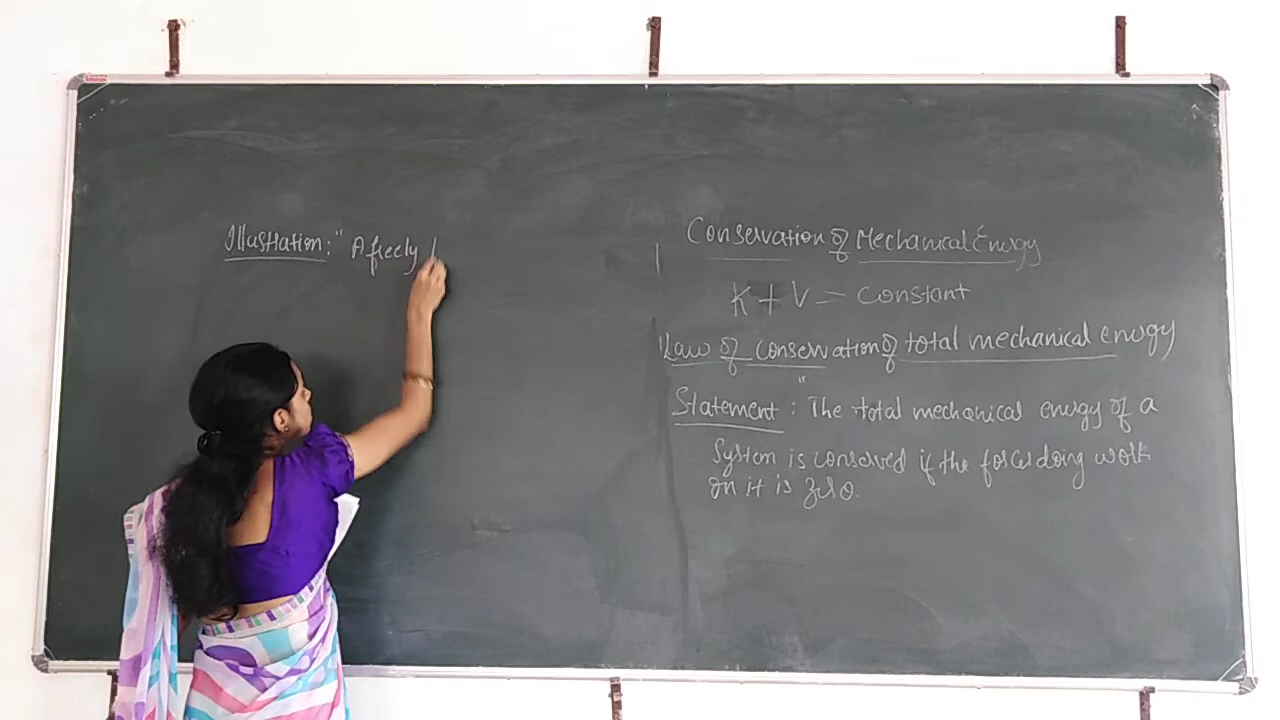 Illustration: " A freely
Conservation of Mechanical Energy
K + V = constant
"Law of conservation of total mechanical energy
Statement: "The total mechanical energy of a
System is conserved if the forces doing work
on it is zero.